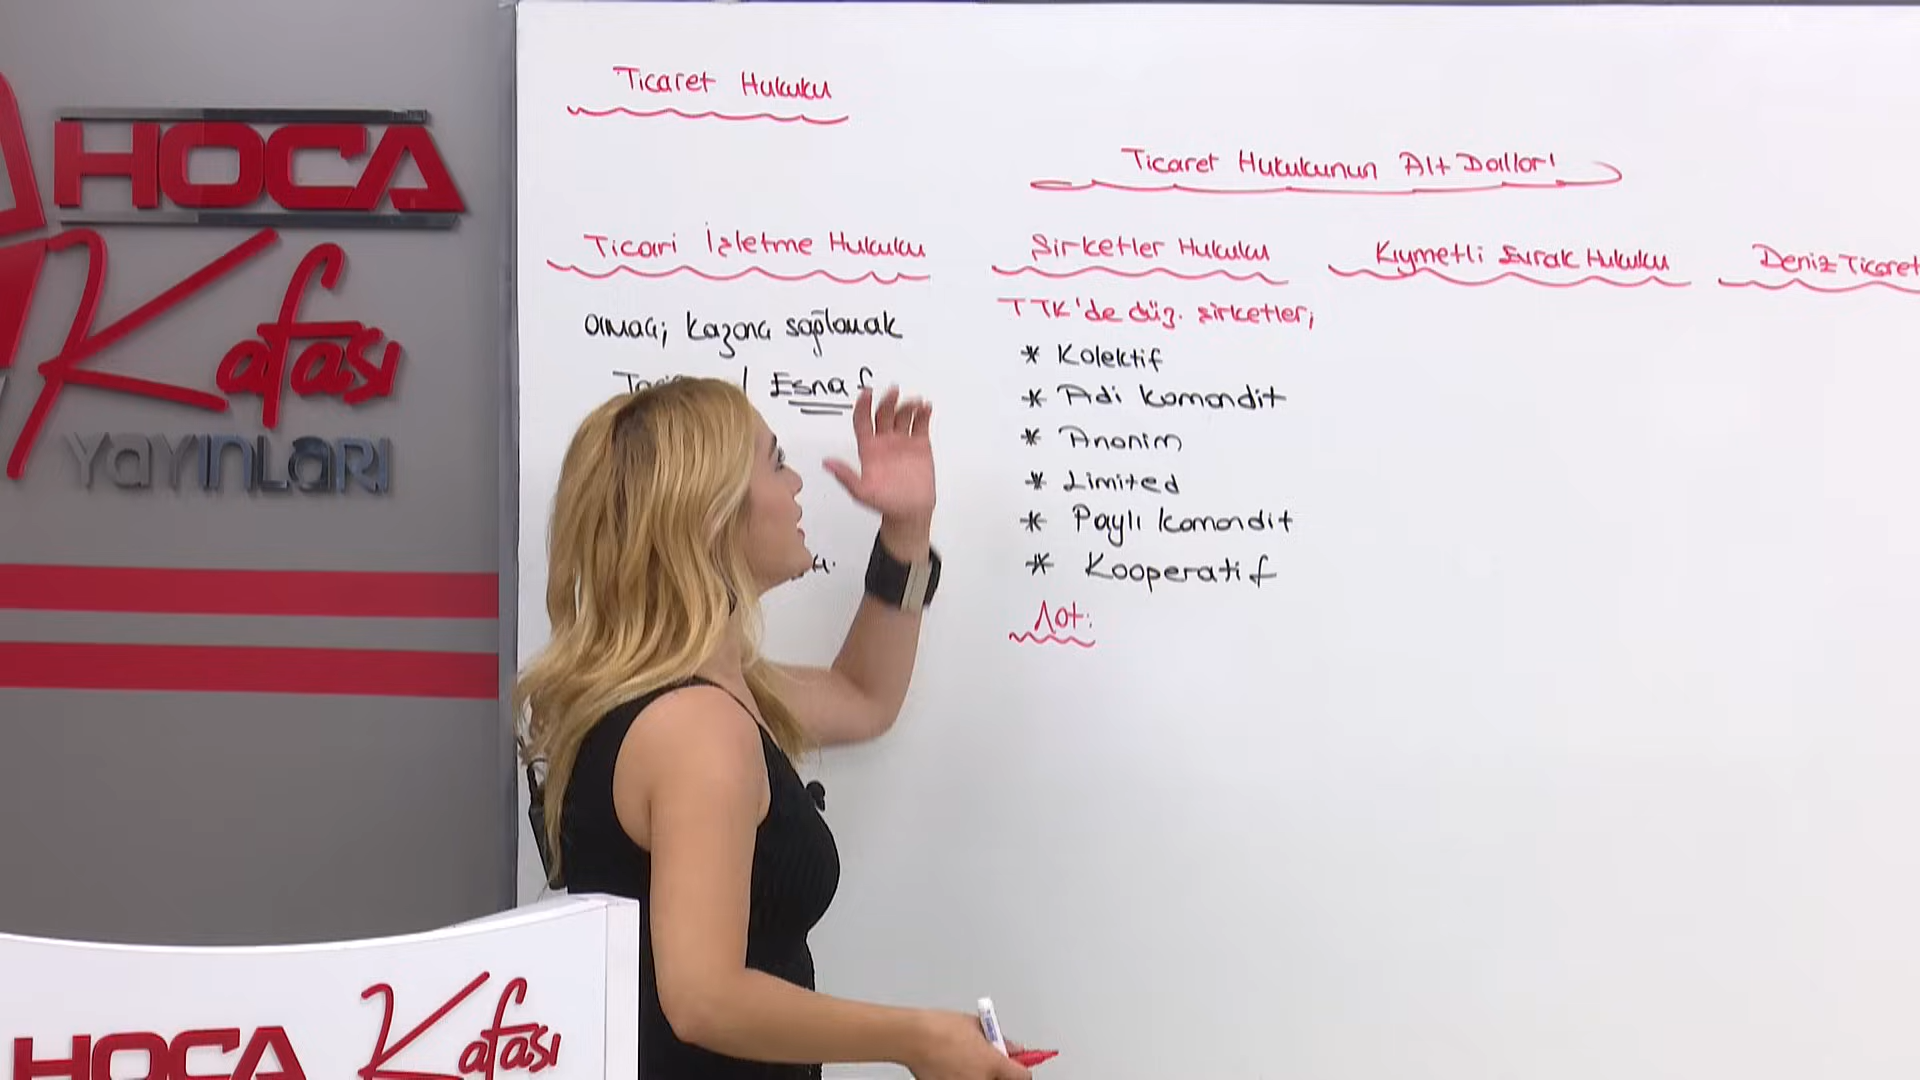 HOCA
Kafası
YAYINLARI
Ticaret Hukuku
Ticaret Hukukunun Alt Dalları
Ticari İşletme Hukuku
Şirketler Hukuku
Kıymetli Evrak Hukuku
Deniz Ticaret
amacı; kazanç sağlamak
Esnaf
TTK'de düz. şirketler;
* Kolektif
* Adi komandit
* Anonim
* Limited
* Paylı komandit
* Kooperatif
Not:
HOCA
Kafası